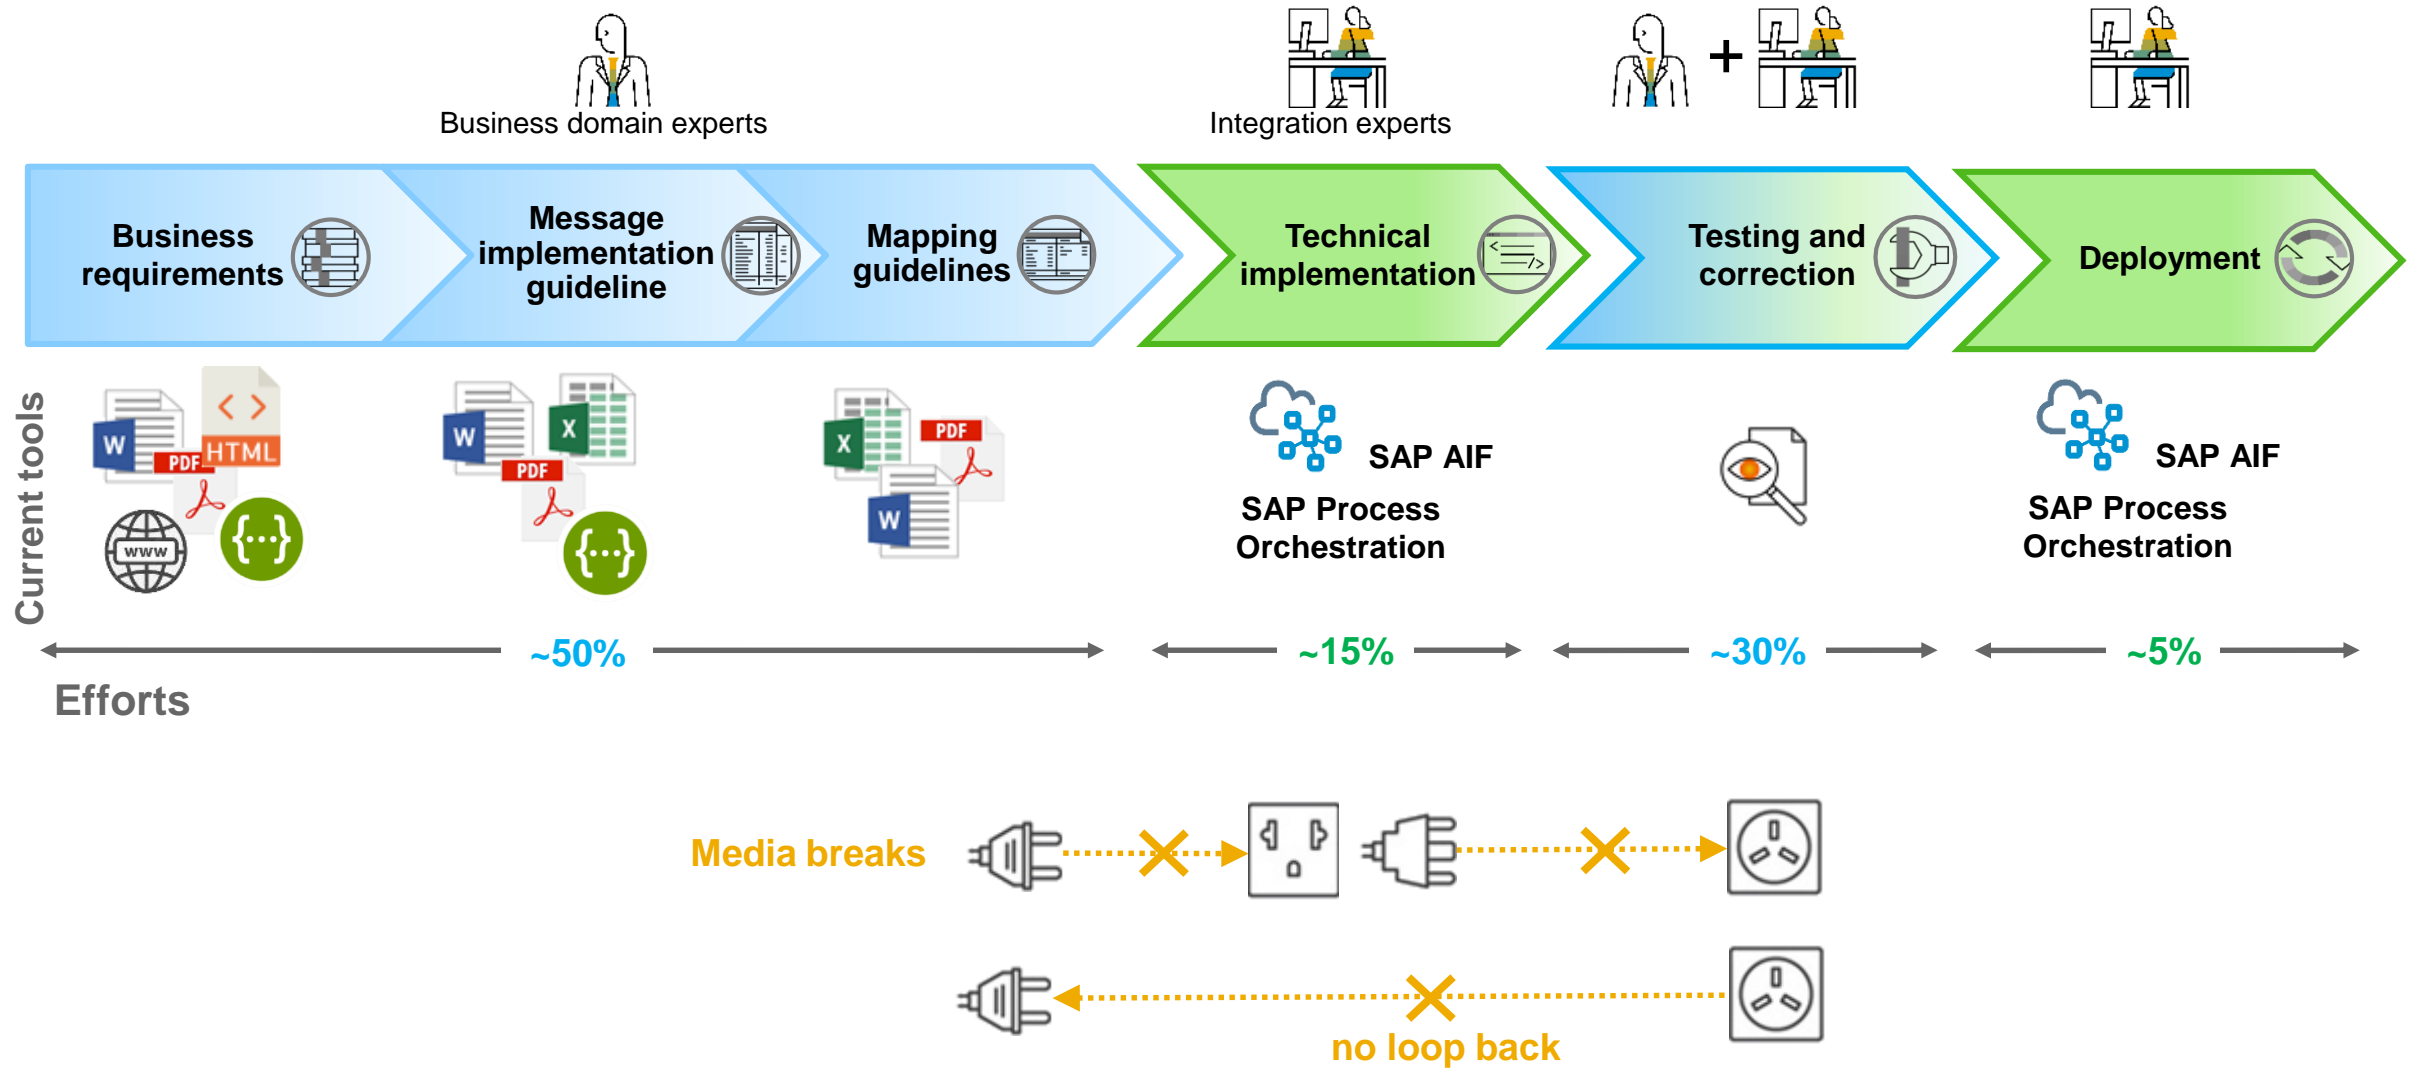 Business domain experts
Integration experts
+
Business
requirements
Message
implementation
guideline
Mapping
guidelines
Technical
implementation
</>
Testing and
correction
Deployment
Current tools
W
PDF
< >
HTML
www
{···}
W
X
PDF
{···}
X
PDF
W
SAP AIF
SAP Process
Orchestration
SAP AIF
SAP Process
Orchestration
~50%
~15%
~30%
~5%
Efforts
Media breaks
no loop back